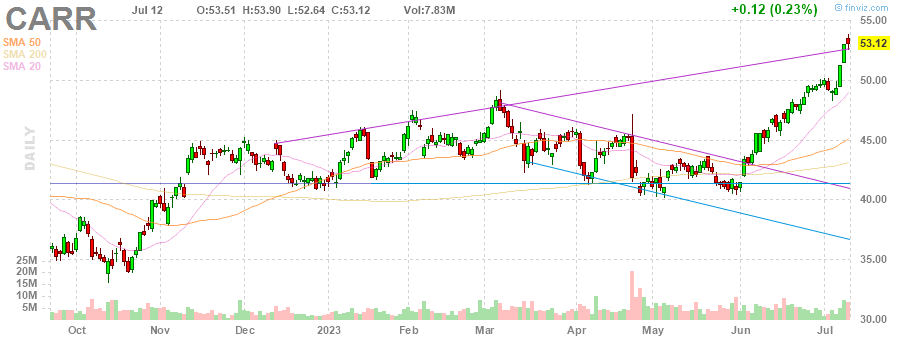 CARR Jul 12 O:53.51 H:53.90 L:52.64 C:53.12 Vol:7.83M +0.12 (0.23%) © finviz.com
SMA 50
SMA 200
SMA 20
DAILY
55.00
53.12
50.00
45.00
40.00
35.00
30.00
25M
20M
15M
10M
5M
Oct Nov Dec 2023 Feb Mar Apr May Jun Jul